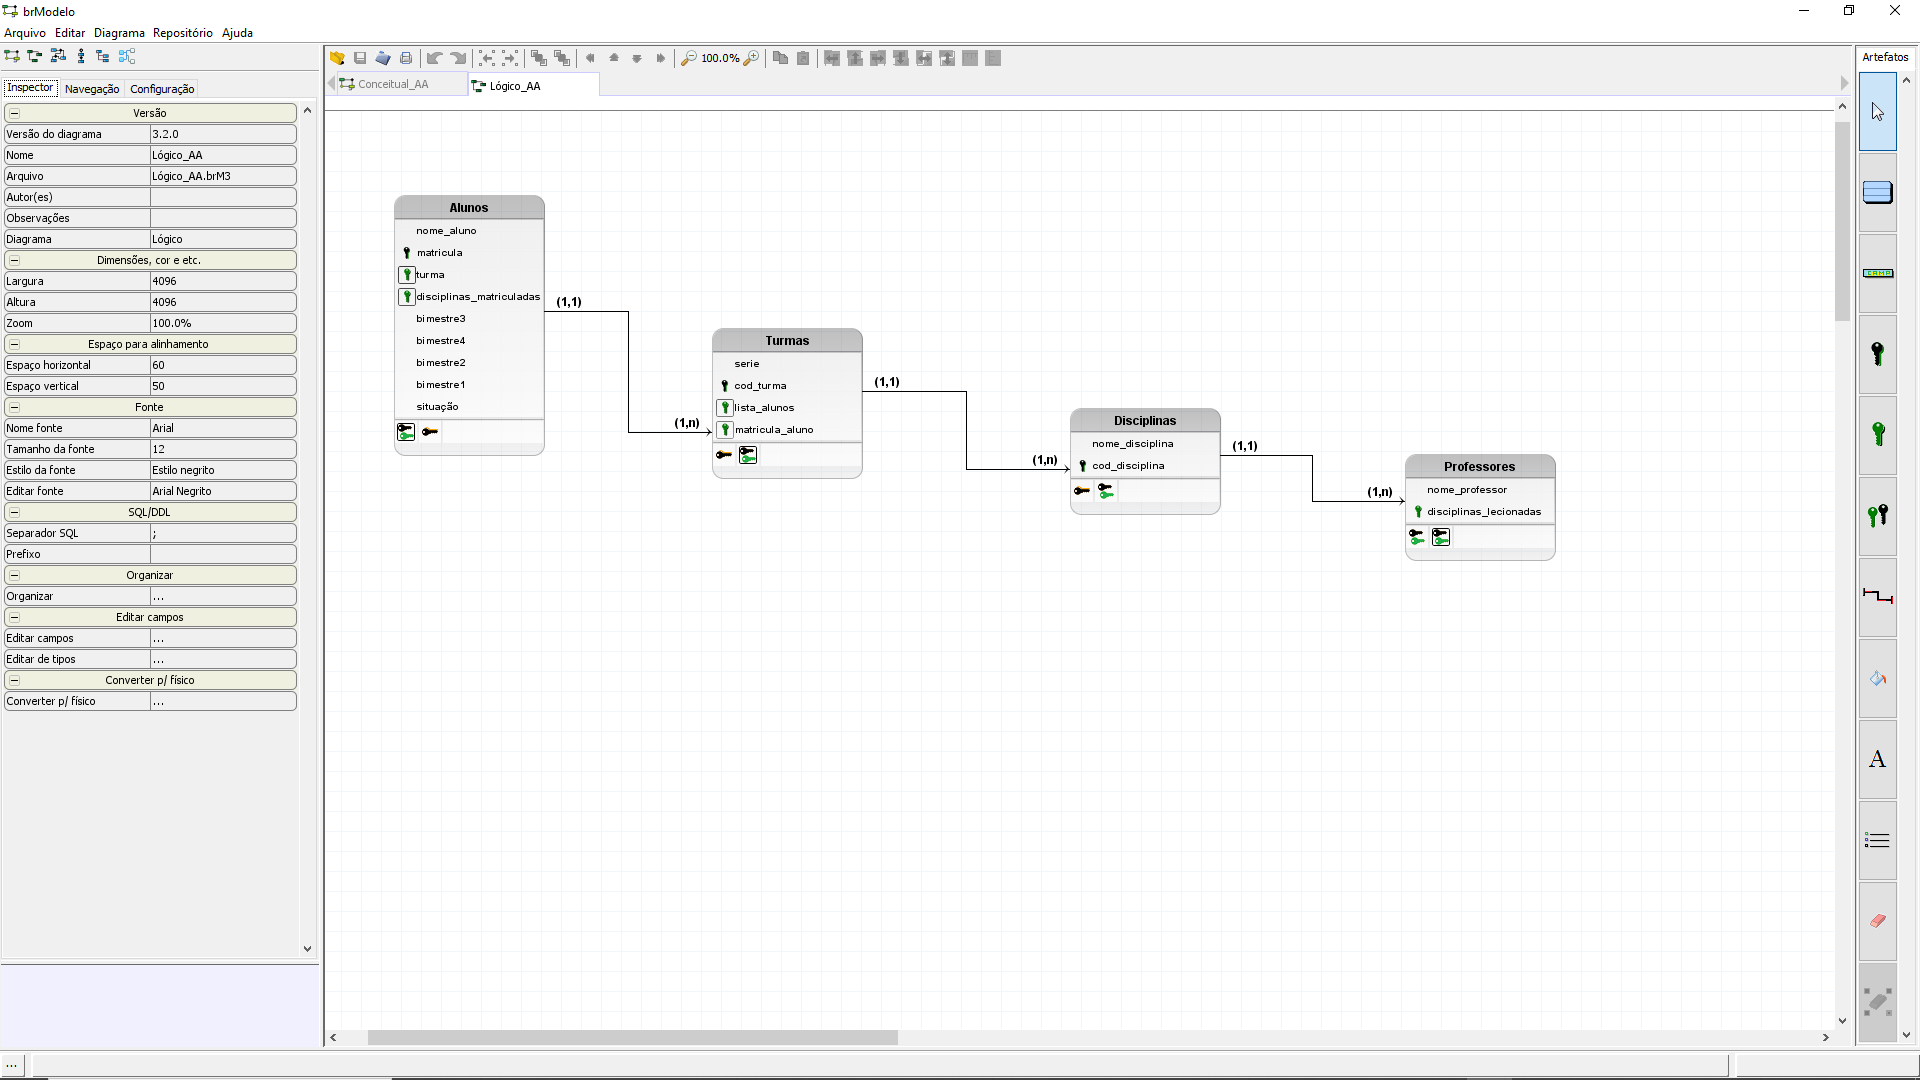 brModelo
Arquivo Editar Diagrama Repositório Ajuda
100.0%
Artefatos
Inspector Navegação Configuração
Conceitual_AA
Lógico_AA
Versão
Versão do diagrama 3.2.0
Nome Lógico_AA
Arquivo Lógico_AA.brM3
Autor(es)
Observações
Diagrama Lógico
Dimensões, cor e etc.
Largura 4096
Altura 4096
Zoom 100.0%
Espaço para alinhamento
Espaço horizontal 60
Espaço vertical 50
Fonte
Nome fonte Arial
Tamanho da fonte 12
Estilo da fonte Estilo negrito
Editar fonte Arial Negrito
SQL/DDL
Separador SQL ;
Prefixo
Organizar
Organizar ...
Editar campos
Editar campos ...
Editar de tipos ...
Converter p/ físico
Converter p/ físico ...
Alunos
nome_aluno
matricula
turma
disciplinas_matriculadas
bimestre3
bimestre4
bimestre2
bimestre1
situação
(1,1)
(1,n)
Turmas
serie
cod_turma
lista_alunos
matricula_aluno
(1,1)
(1,n)
Disciplinas
nome_disciplina
cod_disciplina
(1,1)
(1,n)
Professores
nome_professor
disciplinas_lecionadas
CAMPO
A
...